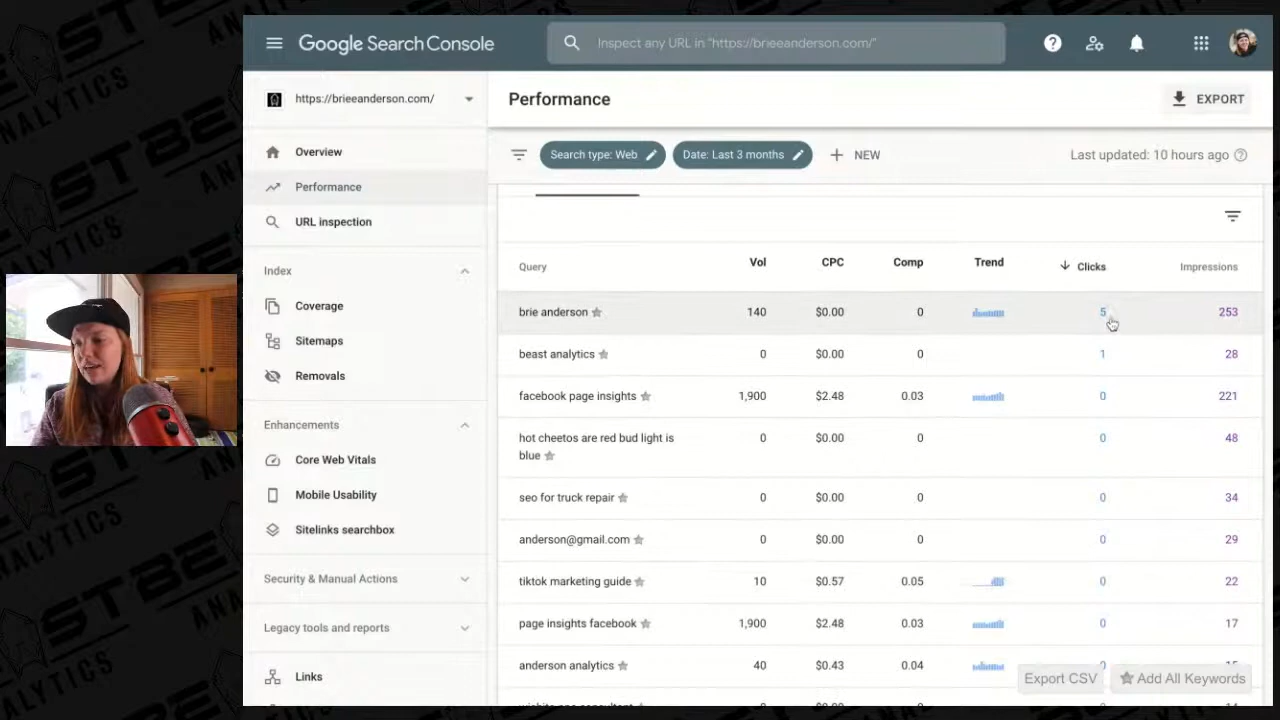 Google Search Console
Inspect any URL in "https://brieeanderson.com/"
https://brieeanderson.com/
Performance
EXPORT
Overview
Performance
URL inspection
Search type: Web
Date: Last 3 months
NEW
Last updated: 10 hours ago
Index
Coverage
Sitemaps
Removals
Enhancements
Core Web Vitals
Mobile Usability
Sitelinks searchbox
Security & Manual Actions
Legacy tools and reports
Links
Query Vol CPC Comp Trend Clicks Impressions
brie anderson 140 $0.00 0 5 253
beast analytics 0 $0.00 0 1 28
facebook page insights 1,900 $2.48 0.03 0 221
hot cheetos are red bud light is 0 $0.00 0 0 48
blue
seo for truck repair 0 $0.00 0 0 34
anderson@gmail.com 0 $0.00 0 0 29
tiktok marketing guide 10 $0.57 0.05 0 22
page insights facebook 1,900 $2.48 0.03 0 17
anderson analytics 40 $0.43 0.04
Export CSV
Add All Keywords
ANALYTICS